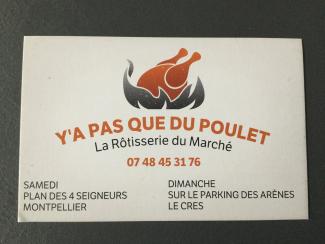 Y'A PAS QUE DU POULET
La Rôtisserie du Marché
07 48 45 31 76
SAMEDI
PLAN DES 4 SEIGNEURS
MONTPELLIER
DIMANCHE
SUR LE PARKING DES ARÈNES
LE CRES